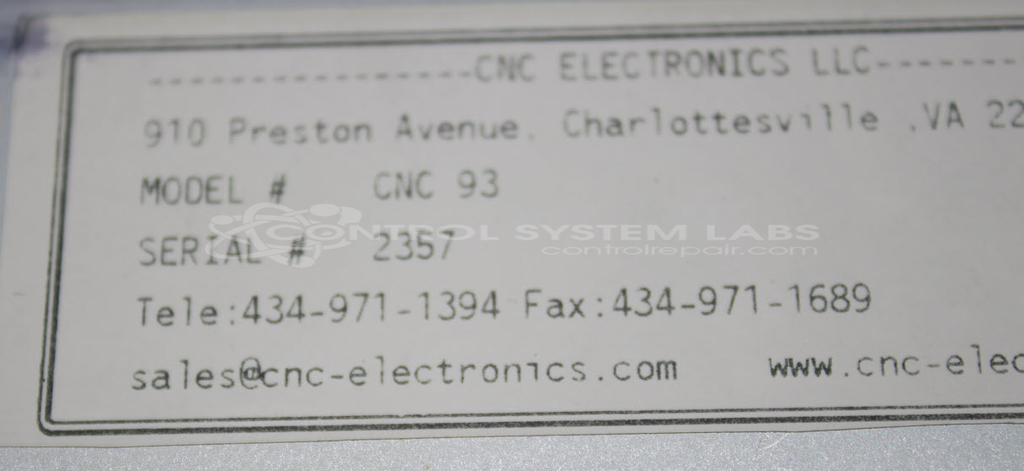 ----------------CNC ELECTRONICS LLC-------
910 Preston Avenue. Charlottesville ,VA 22
MODEL # CNC 93
CONTROL SYSTEM LABS
controlrepair.com
SERIAL # 2357
Tele:434-971-1394 Fax:434-971-1689
sales@cnc-electronics.com www.cnc-elec